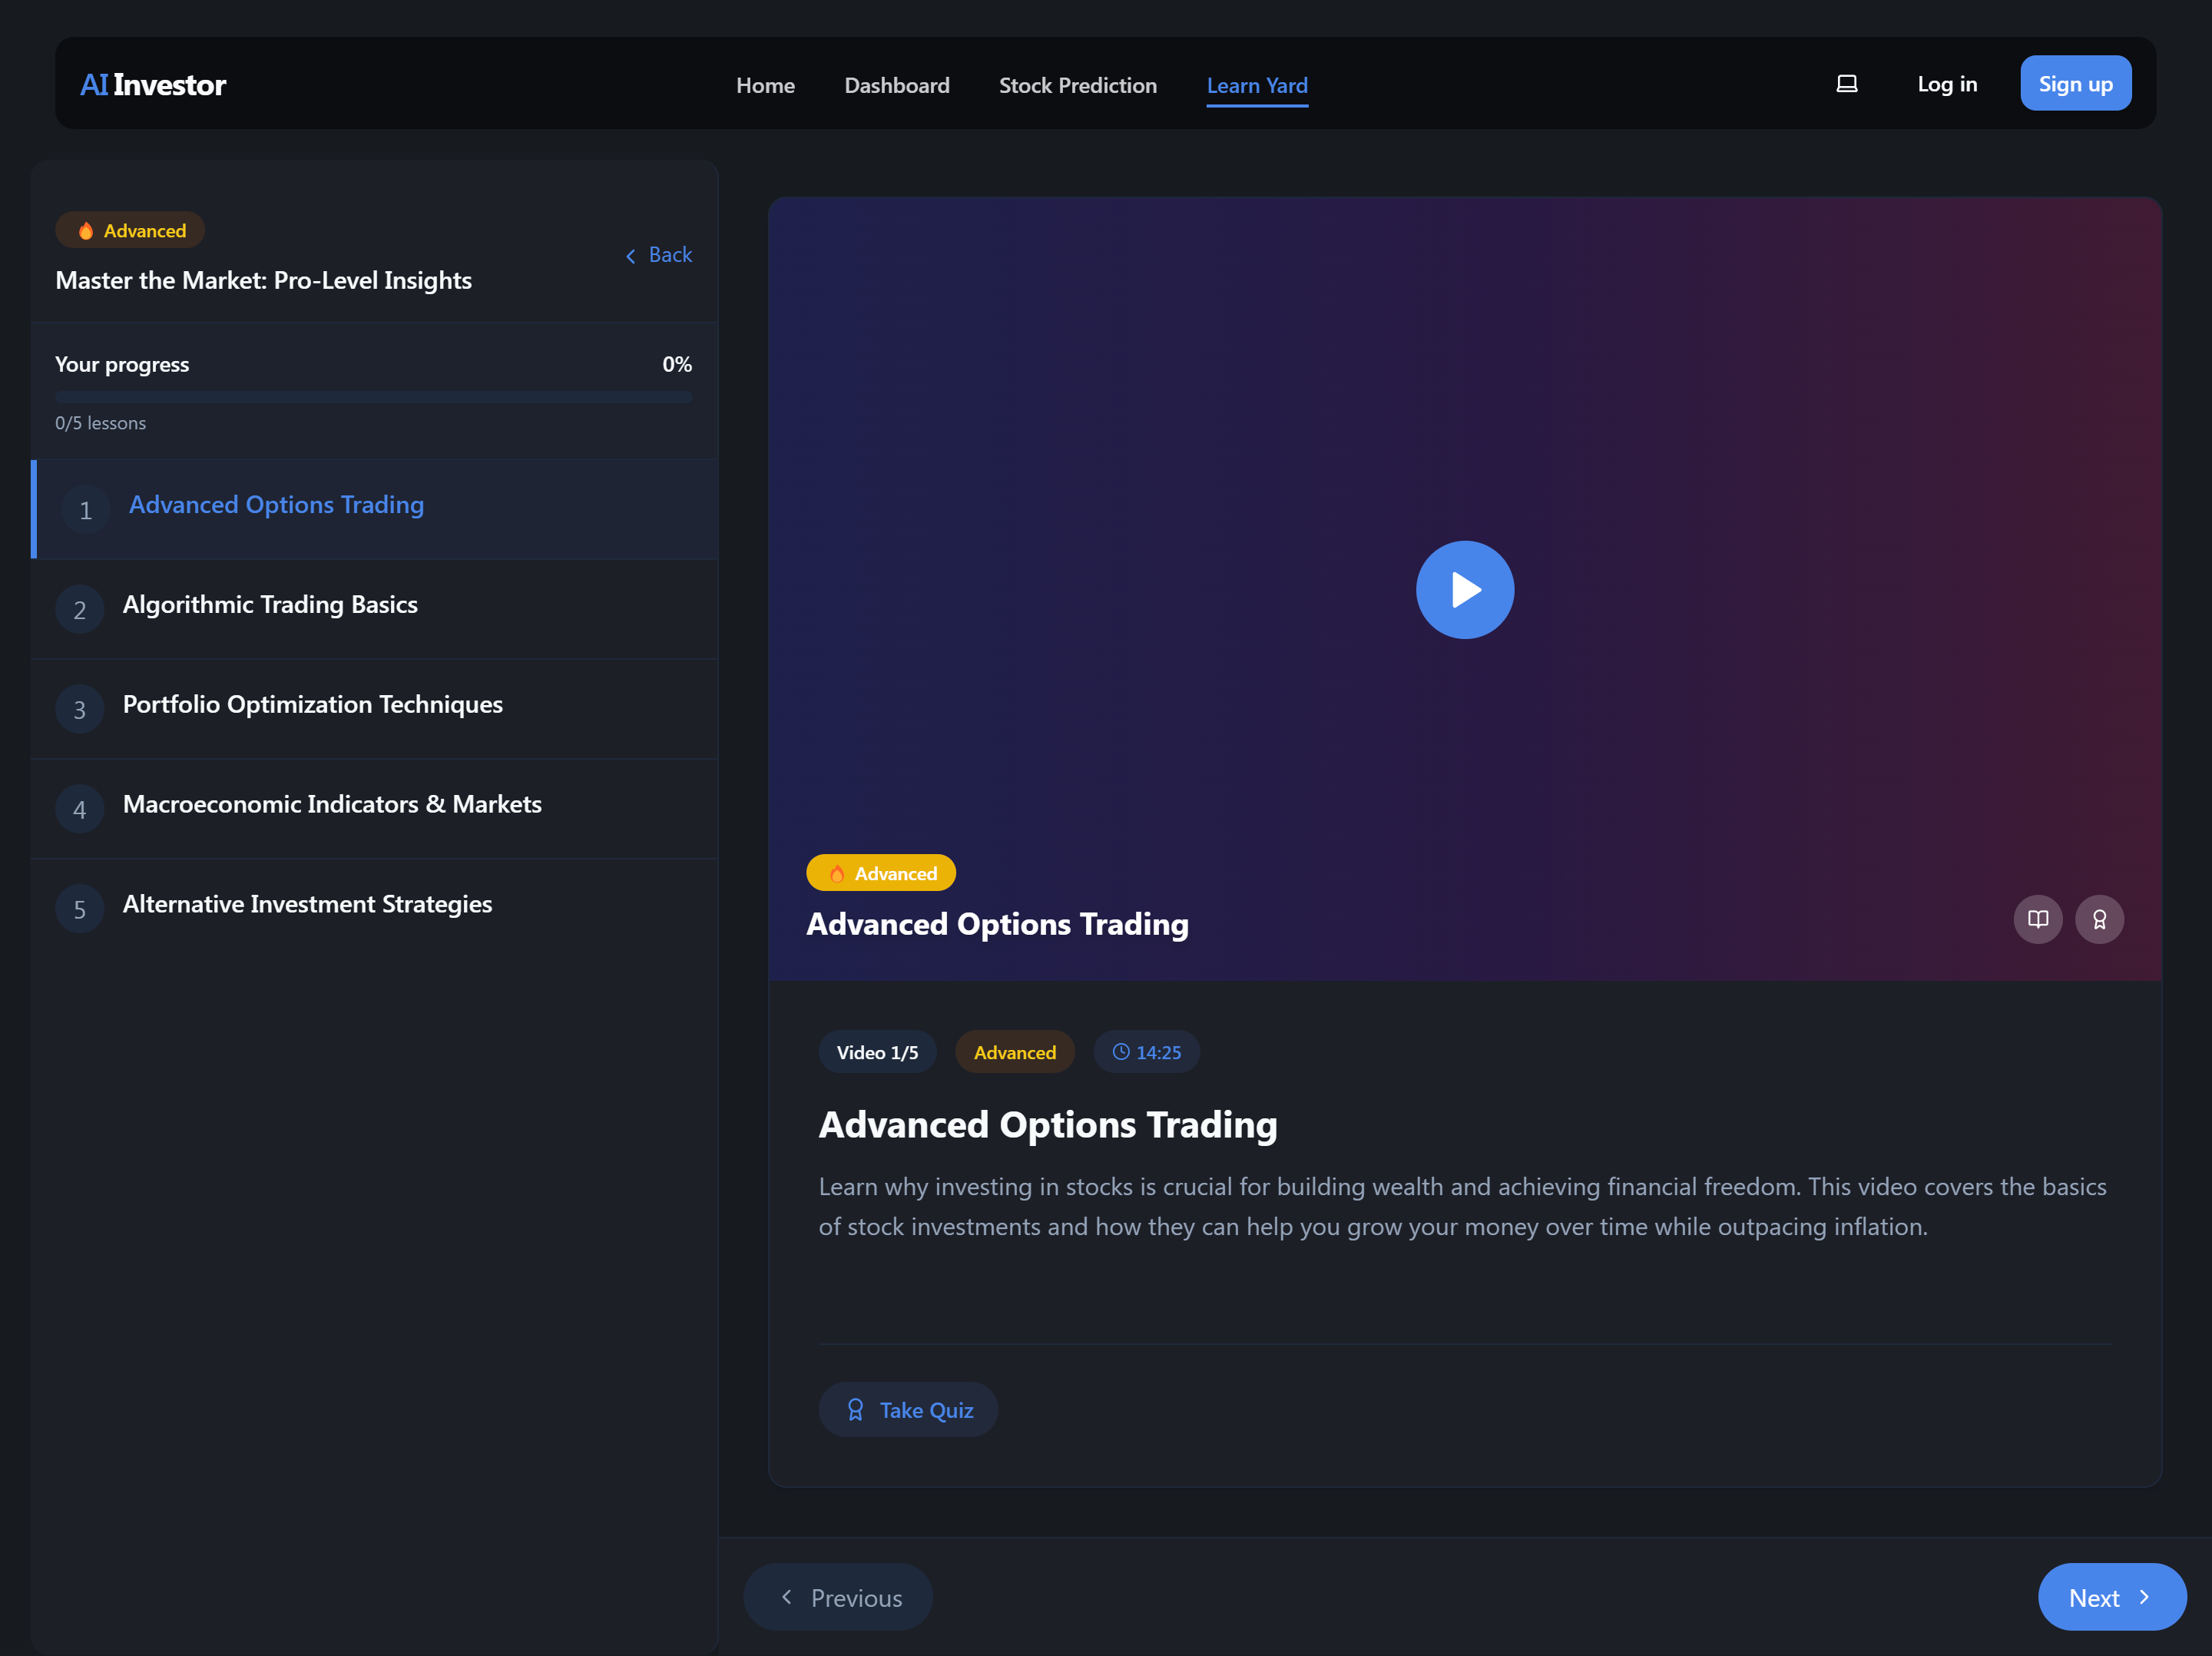 AI Investor
Home
Dashboard
Stock Prediction
Learn Yard
Log in
Sign up
Advanced
Master the Market: Pro-Level Insights
Back
Your progress
0%
0/5 lessons
1
Advanced Options Trading
2
Algorithmic Trading Basics
3
Portfolio Optimization Techniques
4
Macroeconomic Indicators & Markets
5
Alternative Investment Strategies
Advanced
Advanced Options Trading
Video 1/5
Advanced
14:25
Advanced Options Trading
Learn why investing in stocks is crucial for building wealth and achieving financial freedom. This video covers the basics
of stock investments and how they can help you grow your money over time while outpacing inflation.
Take Quiz
Previous
Next